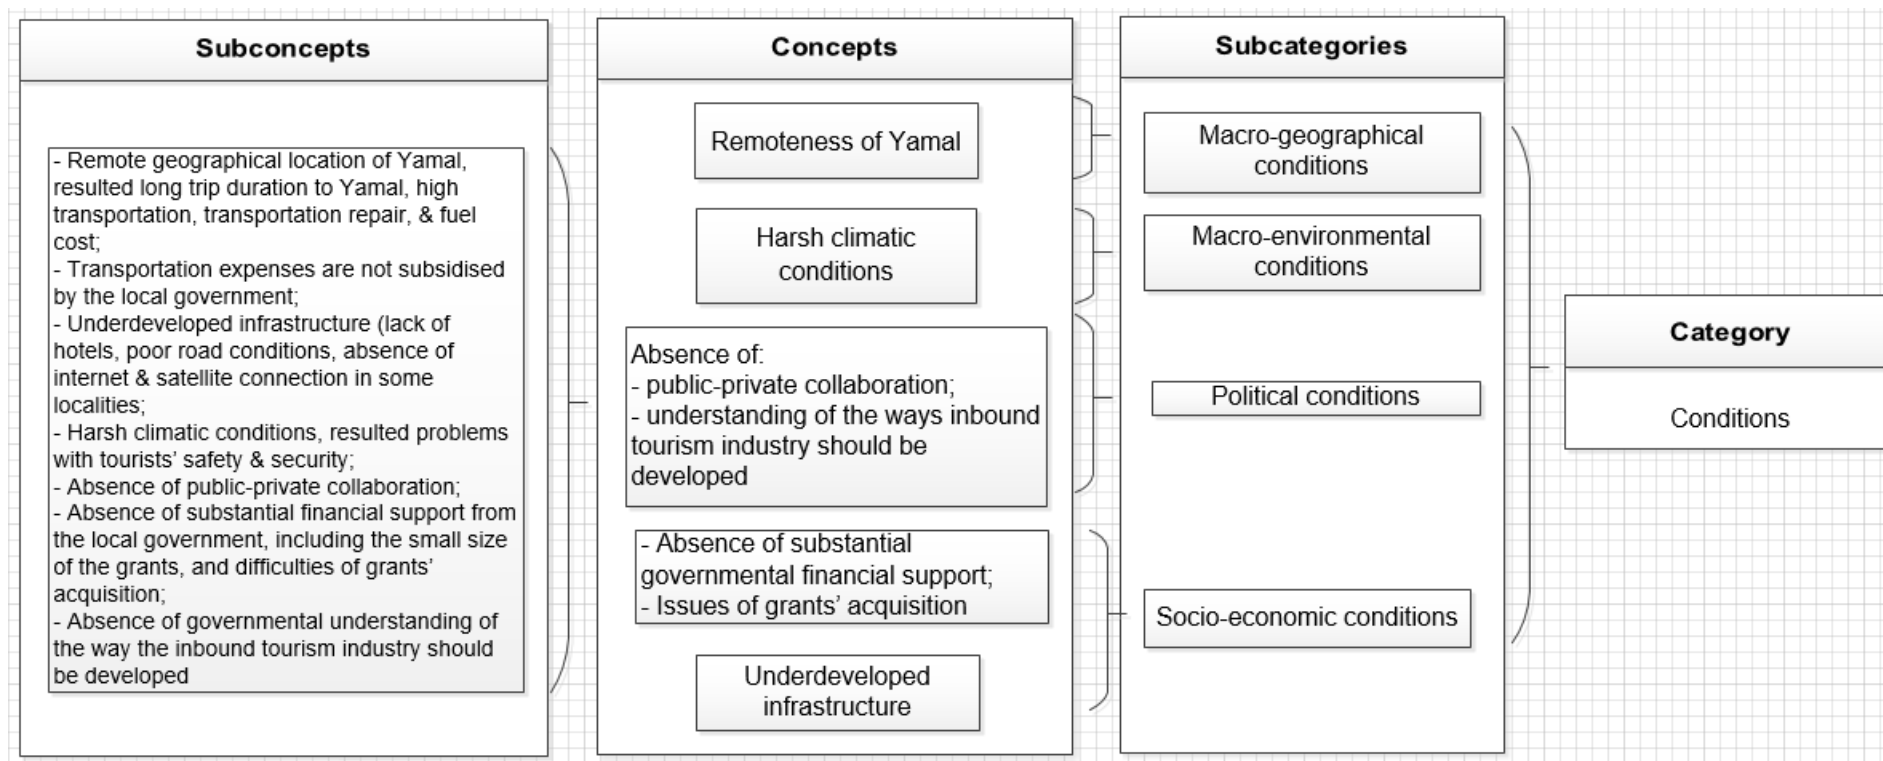 Subconcepts
- Remote geographical location of Yamal,
resulted long trip duration to Yamal, high
transportation, transportation repair, & fuel
cost;
- Transportation expenses are not subsidised
by the local government;
- Underdeveloped infrastructure (lack of
hotels, poor road conditions, absence of
internet & satellite connection in some
localities;
- Harsh climatic conditions, resulted problems
with tourists’ safety & security;
- Absence of public-private collaboration;
- Absence of substantial financial support from
the local government, including the small size
of the grants, and difficulties of grants’
acquisition;
- Absence of governmental understanding of
the way the inbound tourism industry should
be developed
Concepts
Remoteness of Yamal
Harsh climatic
conditions
Absence of:
- public-private collaboration;
- understanding of the ways inbound
tourism industry should be
developed
- Absence of substantial
governmental financial support;
- Issues of grants’ acquisition
Underdeveloped
infrastructure
Subcategories
Macro-geographical
conditions
Macro-environmental
conditions
Political conditions
Socio-economic conditions
Category
Conditions